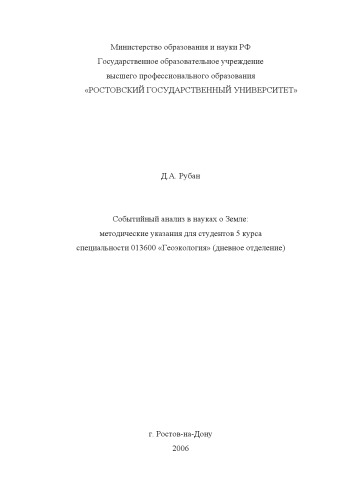 Министерство образования и науки РФ
Государственное образовательное учреждение
высшего профессионального образования
«РОСТОВСКИЙ ГОСУДАРСТВЕННЫЙ УНИВЕРСИТЕТ»
Д.А. Рубан
Событийный анализ в науках о Земле:
методические указания для студентов 5 курса
специальности 013600 «Геоэкология» (дневное отделение)
г. Ростов-на-Дону
2006